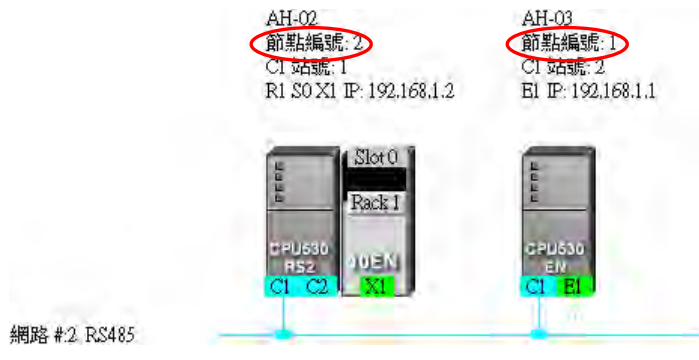 AH-02
節點編號: 2
C1 站號: 1
R1 S0 X1 IP: 192.168.1.2
AH-03
節點編號: 1
C1 站號: 2
E1 IP: 192.168.1.1
Slot 0
Rack 1
CPU530
RS2
10EN
C1 C2
X1
CPU530
EN
C1 E1
網路 #:2 RS485